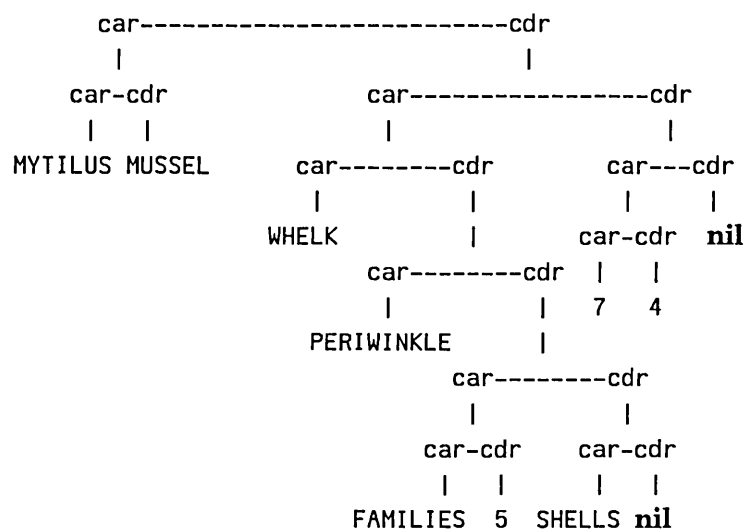 car--------------------------cdr
| |
car-cdr car-------------------cdr
| | | |
MYTILUS MUSSEL car--------cdr car---cdr
| | | |
WHELK | car-cdr nil
car--------cdr | |
| | 7 4
PERIWINKLE |
car--------cdr
| |
car-cdr car-cdr
| | | |
FAMILIES 5 SHELLS nil